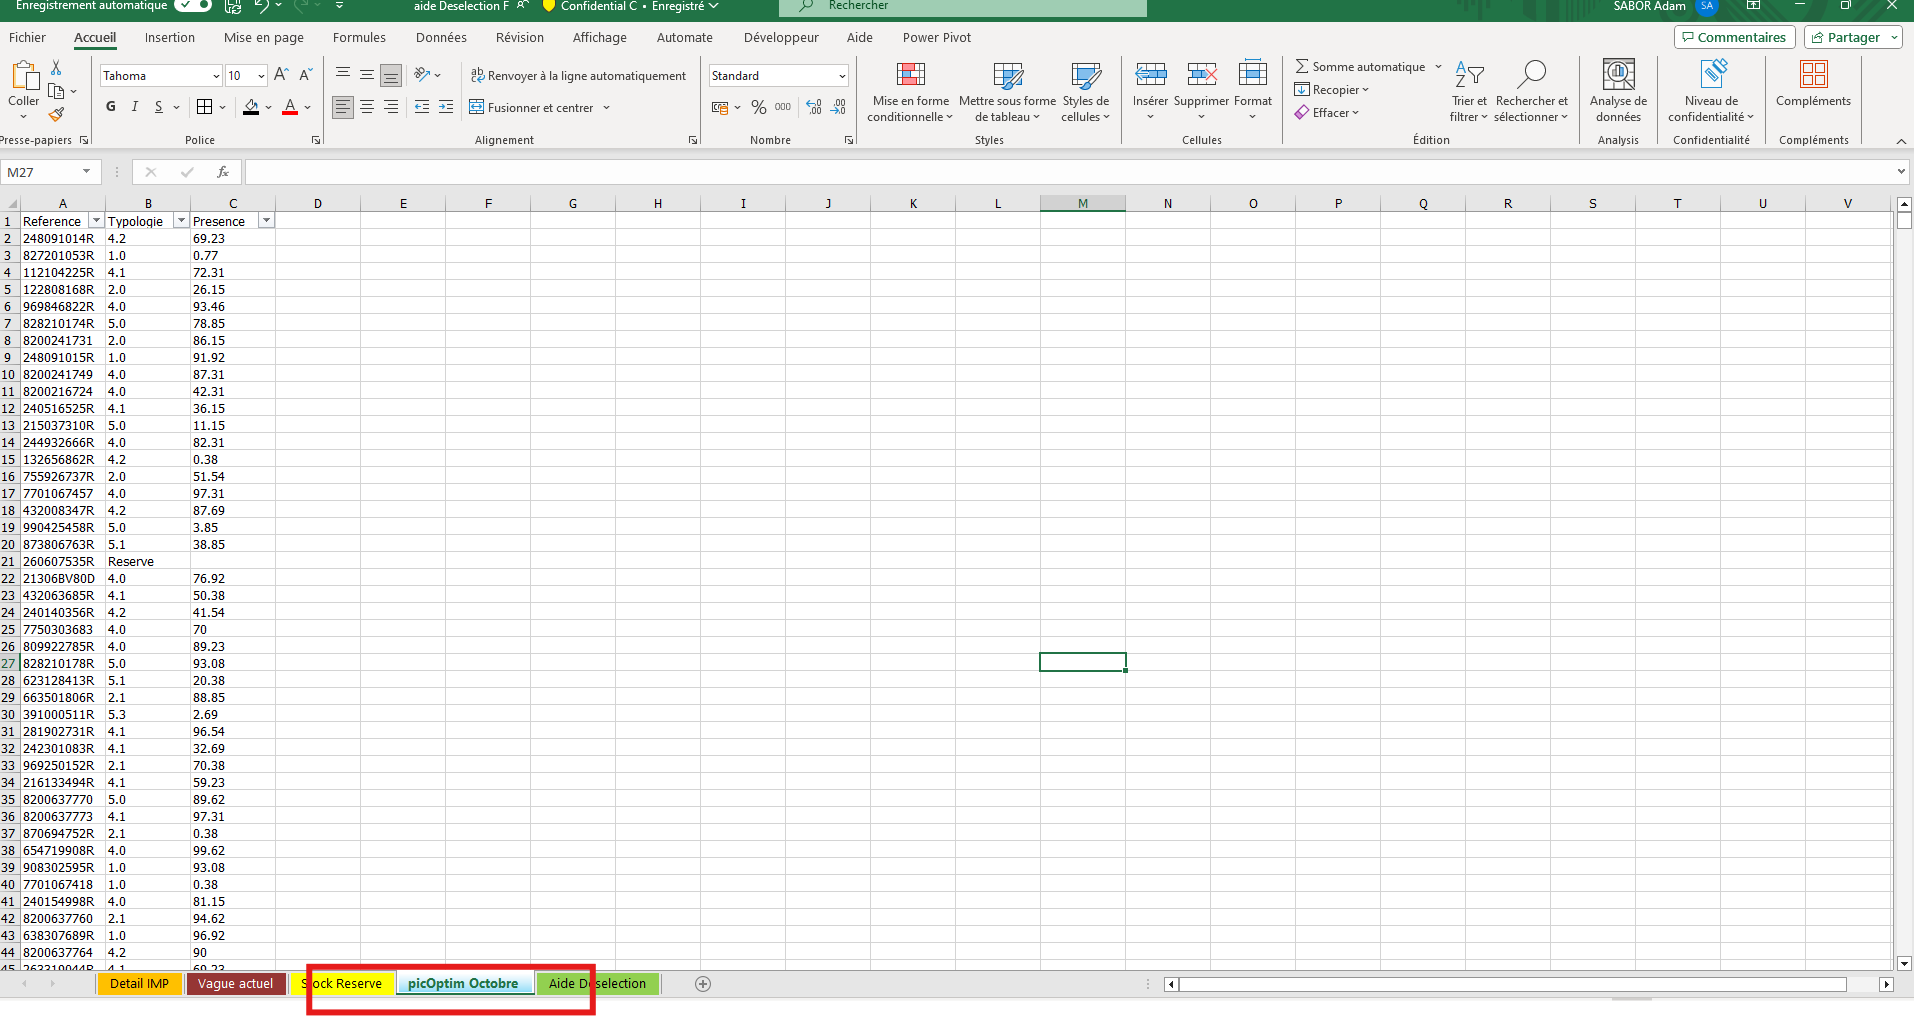 Enregistrement automatique aide Deselection F Confidential C • Enregistré Rechercher SABOR Adam SA
Fichier Accueil Insertion Mise en page Formules Données Révision Affichage Automate Développeur Aide Power Pivot Commentaires Partager
Coller Tahoma 10 A A Renvoyer à la ligne automatiquement Standard Mise en forme conditionnelle Mettre sous forme de tableau Styles de cellules Insérer Supprimer Format Somme automatique Recopier Effacer Trier et filtrer Rechercher et sélectionner Analyse de données Niveau de confidentialité Compléments
G I S A Fusionner et centrer % 000
Presse-papiers Police Alignement Nombre Styles Cellules Édition Analysis Confidentialité Compléments
M27 fx
A B C D E F G H I J K L M N O P Q R S T U V
1 Reference Typologie Presence
2 248091014R 4.2 69.23
3 827201053R 1.0 0.77
4 112104225R 4.1 72.31
5 122808168R 2.0 26.15
6 969846822R 4.0 93.46
7 828210174R 5.0 78.85
8 8200241731 2.0 86.15
9 248091015R 1.0 91.92
10 8200241749 4.0 87.31
11 8200216724 4.0 42.31
12 240516525R 4.1 36.15
13 215037310R 5.0 11.15
14 244932666R 4.0 82.31
15 132656862R 4.2 0.38
16 755926737R 2.0 51.54
17 7701067457 4.0 97.31
18 432008347R 4.2 87.69
19 990425458R 5.0 3.85
20 873806763R 5.1 38.85
21 260607535R Reserve
22 21306BV80D 4.0 76.92
23 432063685R 4.1 50.38
24 240140356R 4.2 41.54
25 7750303683 4.0 70
26 809922785R 4.0 89.23
27 828210178R 5.0 93.08
28 623128413R 5.1 20.38
29 663501806R 2.1 88.85
30 391000511R 5.3 2.69
31 281902731R 4.1 96.54
32 242301083R 4.1 32.69
33 969250152R 2.1 70.38
34 216133494R 4.1 59.23
35 8200637770 5.0 89.62
36 8200637773 4.1 97.31
37 870694752R 2.1 0.38
38 654719908R 4.0 99.62
39 908302595R 1.0 93.08
40 7701067418 1.0 0.38
41 240154998R 4.0 81.15
42 8200637760 2.1 94.62
43 638307689R 1.0 96.92
44 8200637764 4.2 90
45 263319044R 4.1 69.23
Detail IMP Vague actuel Stock Reserve picOptim Octobre Aide Deselection